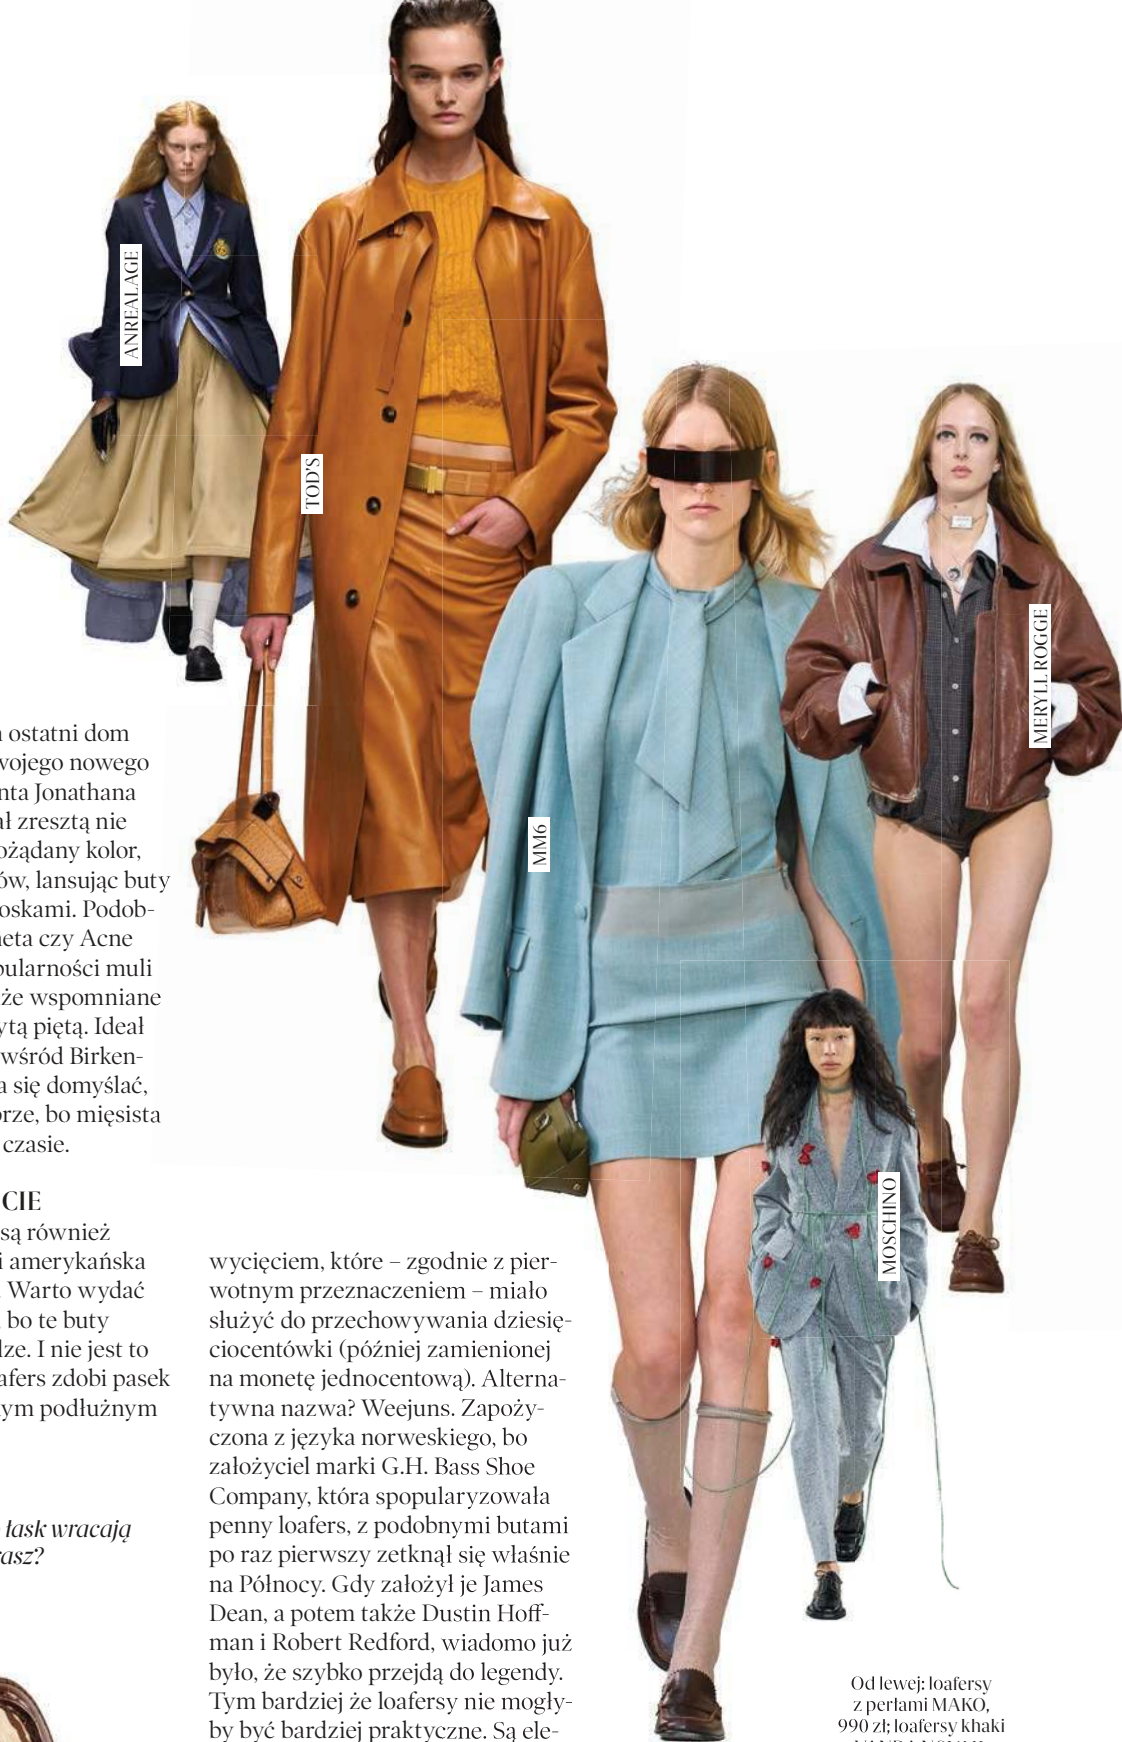 ANREALAGE
TOD'S
MM6
MERYLL ROGGE
MOSCHINO
ostatni dom
wojego nowego
Jonathana
ał zresztą nie
ożądany kolor,
ów, lansując buty
oskami. Podob-
neta czy Acne
pularności muli
że wspomniane
ytą piętą. Ideał
wśród Birken-
a się domyślać,
orze, bo mięsista
czasie.
CIE
są również
i amerykańska
. Warto wydać
bo te buty
dze. I nie jest to
afers zdobi pasek
ym podłużnym
łask wracają
rasz?
wycięciem, które – zgodnie z pier-
wotnym przeznaczeniem – miało
służyć do przechowywania dziesię-
ciocentówki (później zamienionej
na monetę jednocentową). Alterna-
tywna nazwa? Weejuns. Zapoży-
czona z języka norweskiego, bo
założyciel marki G.H. Bass Shoe
Company, która spopularyzowała
penny loafers, z podobnymi butami
po raz pierwszy zetknął się właśnie
na Północy. Gdy założył je James
Dean, a potem także Dustin Hoff-
man i Robert Redford, wiadomo już
było, że szybko przejdą do legendy.
Tym bardziej że loafersy nie mogły-
by być bardziej praktyczne. Są ele-
Od lewej: loafersy
z perłami MAKO,
990 zł; loafersy khaki